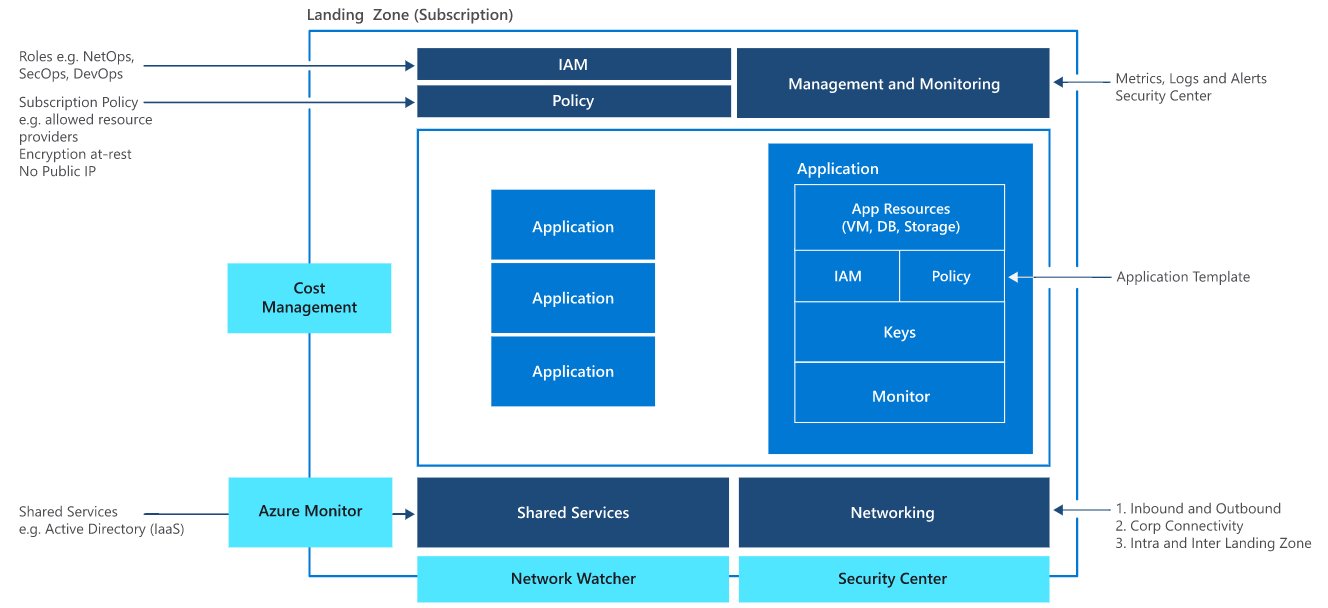 Landing Zone (Subscription)
Roles e.g. NetOps,
SecOps, DevOps
Subscription Policy
e.g. allowed resource
providers
Encryption at-rest
No Public IP
IAM
Policy
Management and Monitoring
Metrics, Logs and Alerts
Security Center
Application
Application
Application
Application
App Resources
(VM, DB, Storage)
IAM
Policy
Keys
Monitor
Application Template
Cost
Management
Shared Services
e.g. Active Directory (IaaS)
Azure Monitor
Shared Services
Networking
1. Inbound and Outbound
2. Corp Connectivity
3. Intra and Inter Landing Zone
Network Watcher
Security Center